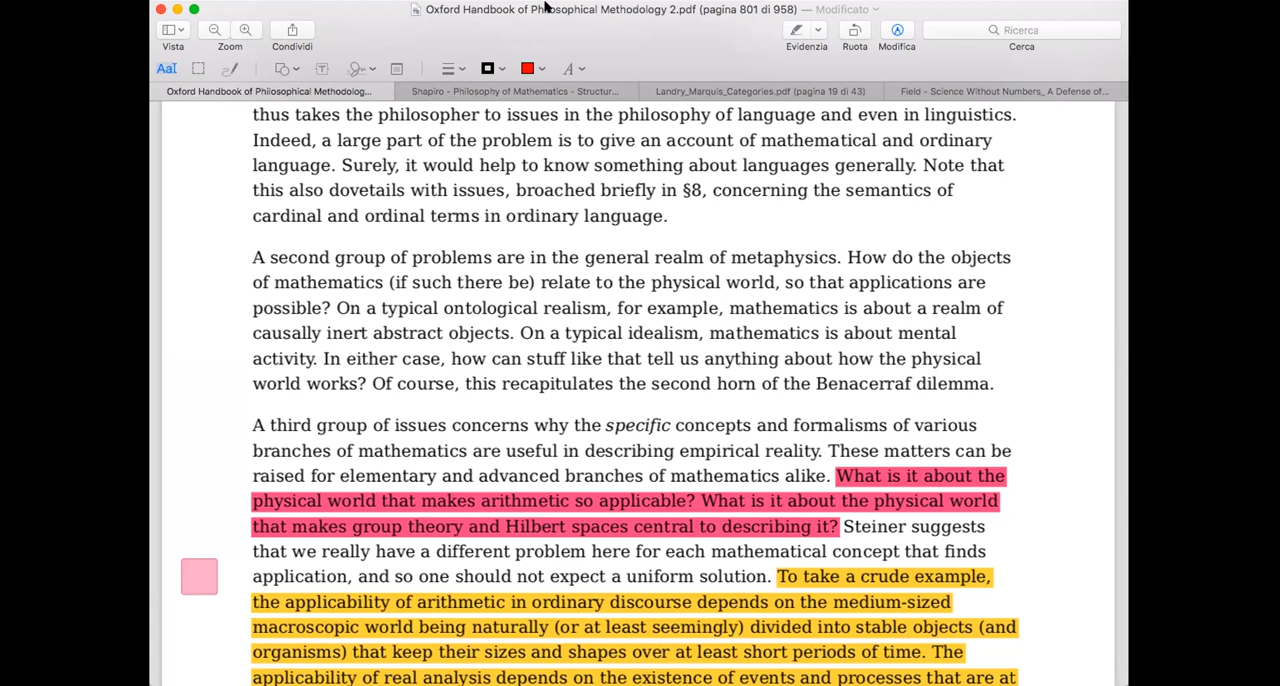 Oxford Handbook of Philosophical Methodology 2.pdf (pagina 801 di 958) — Modificato
Vista Zoom Condividi Evidenzia Ruota Modifica Ricerca Cerca
AaI T A
Oxford Handbook of Philosophical Methodolog... Shapiro - Philosophy of Mathematics - Structur... Landry_Marquis_Categories.pdf (pagina 19 di 43) Field - Science Without Numbers_ A Defense of...
thus takes the philosopher to issues in the philosophy of language and even in linguistics.
Indeed, a large part of the problem is to give an account of mathematical and ordinary
language. Surely, it would help to know something about languages generally. Note that
this also dovetails with issues, broached briefly in §8, concerning the semantics of
cardinal and ordinal terms in ordinary language.
A second group of problems are in the general realm of metaphysics. How do the objects
of mathematics (if such there be) relate to the physical world, so that applications are
possible? On a typical ontological realism, for example, mathematics is about a realm of
causally inert abstract objects. On a typical idealism, mathematics is about mental
activity. In either case, how can stuff like that tell us anything about how the physical
world works? Of course, this recapitulates the second horn of the Benacerraf dilemma.
A third group of issues concerns why the specific concepts and formalisms of various
branches of mathematics are useful in describing empirical reality. These matters can be
raised for elementary and advanced branches of mathematics alike. What is it about the
physical world that makes arithmetic so applicable? What is it about the physical world
that makes group theory and Hilbert spaces central to describing it? Steiner suggests
that we really have a different problem here for each mathematical concept that finds
application, and so one should not expect a uniform solution. To take a crude example,
the applicability of arithmetic in ordinary discourse depends on the medium-sized
macroscopic world being naturally (or at least seemingly) divided into stable objects (and
organisms) that keep their sizes and shapes over at least short periods of time. The
applicability of real analysis depends on the existence of events and processes that are at